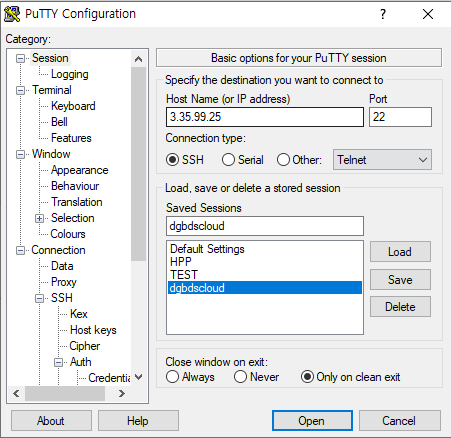 PuTTY Configuration
?
Category:
Session
Logging
Terminal
Keyboard
Bell
Features
Window
Appearance
Behaviour
Translation
Selection
Colours
Connection
Data
Proxy
SSH
Kex
Host keys
Cipher
Auth
Credentia
Basic options for your PuTTY session
Specify the destination you want to connect to
Host Name (or IP address) Port
3.35.99.25 22
Connection type:
SSH Serial Other: Telnet
Load, save or delete a stored session
Saved Sessions
dgbdscloud
Default Settings
HPP
TEST
dgbdscloud
Load
Save
Delete
Close window on exit:
Always Never Only on clean exit
About Help Open Cancel